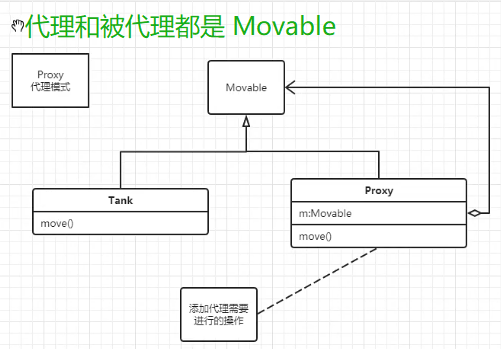 代理和被代理都是 Movable
Proxy
代理模式
Movable
Tank
move()
Proxy
m:Movable
move()
添加代理需要
进行的操作